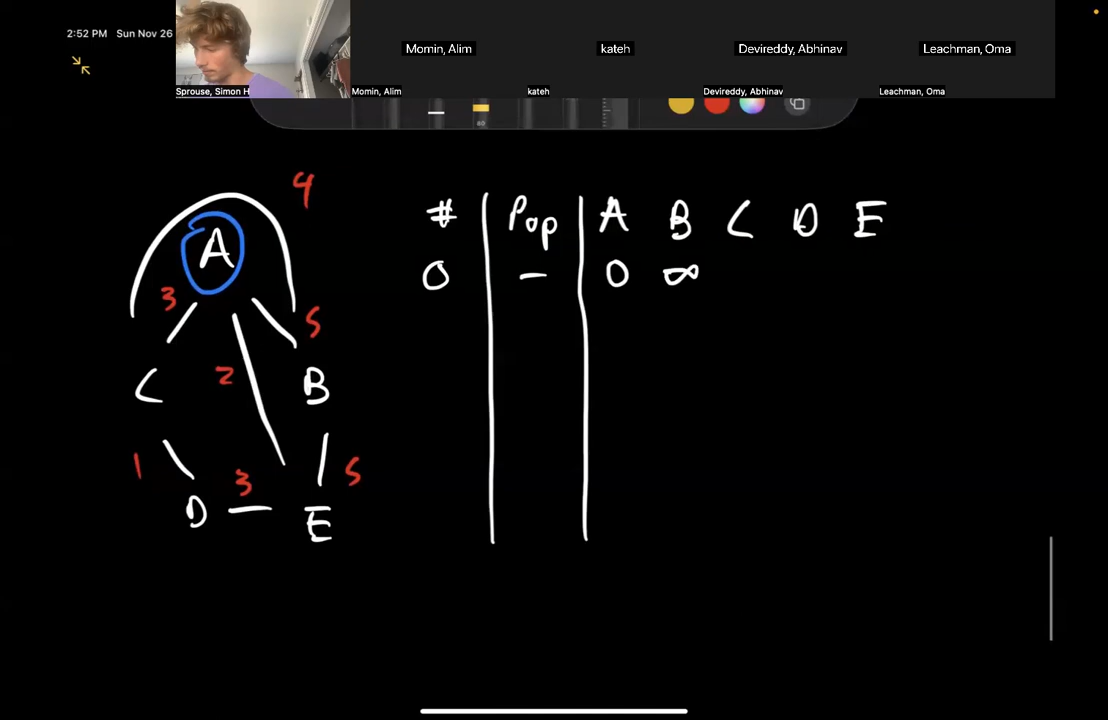 2:52 PM Sun Nov 26
Momin, Alim
kateh
Devireddy, Abhinav
Leachman, Oma
Sprouse, Simon H
Momin, Alim
kateh
Devireddy, Abhinav
Leachman, Oma
80
4
A
3
5
C
2
B
1
3
5
D
E
# Pop A B C D E
0 – 0 ∞